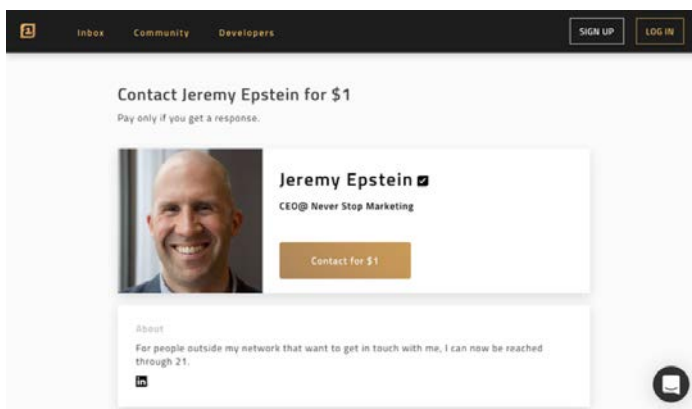 21
Inbox Community Developers SIGN UP LOG IN
Contact Jeremy Epstein for $1
Pay only if you get a response.
Jeremy Epstein
CEO@ Never Stop Marketing
Contact for $1
About
For people outside my network that want to get in touch with me, I can now be reached
through 21.
in